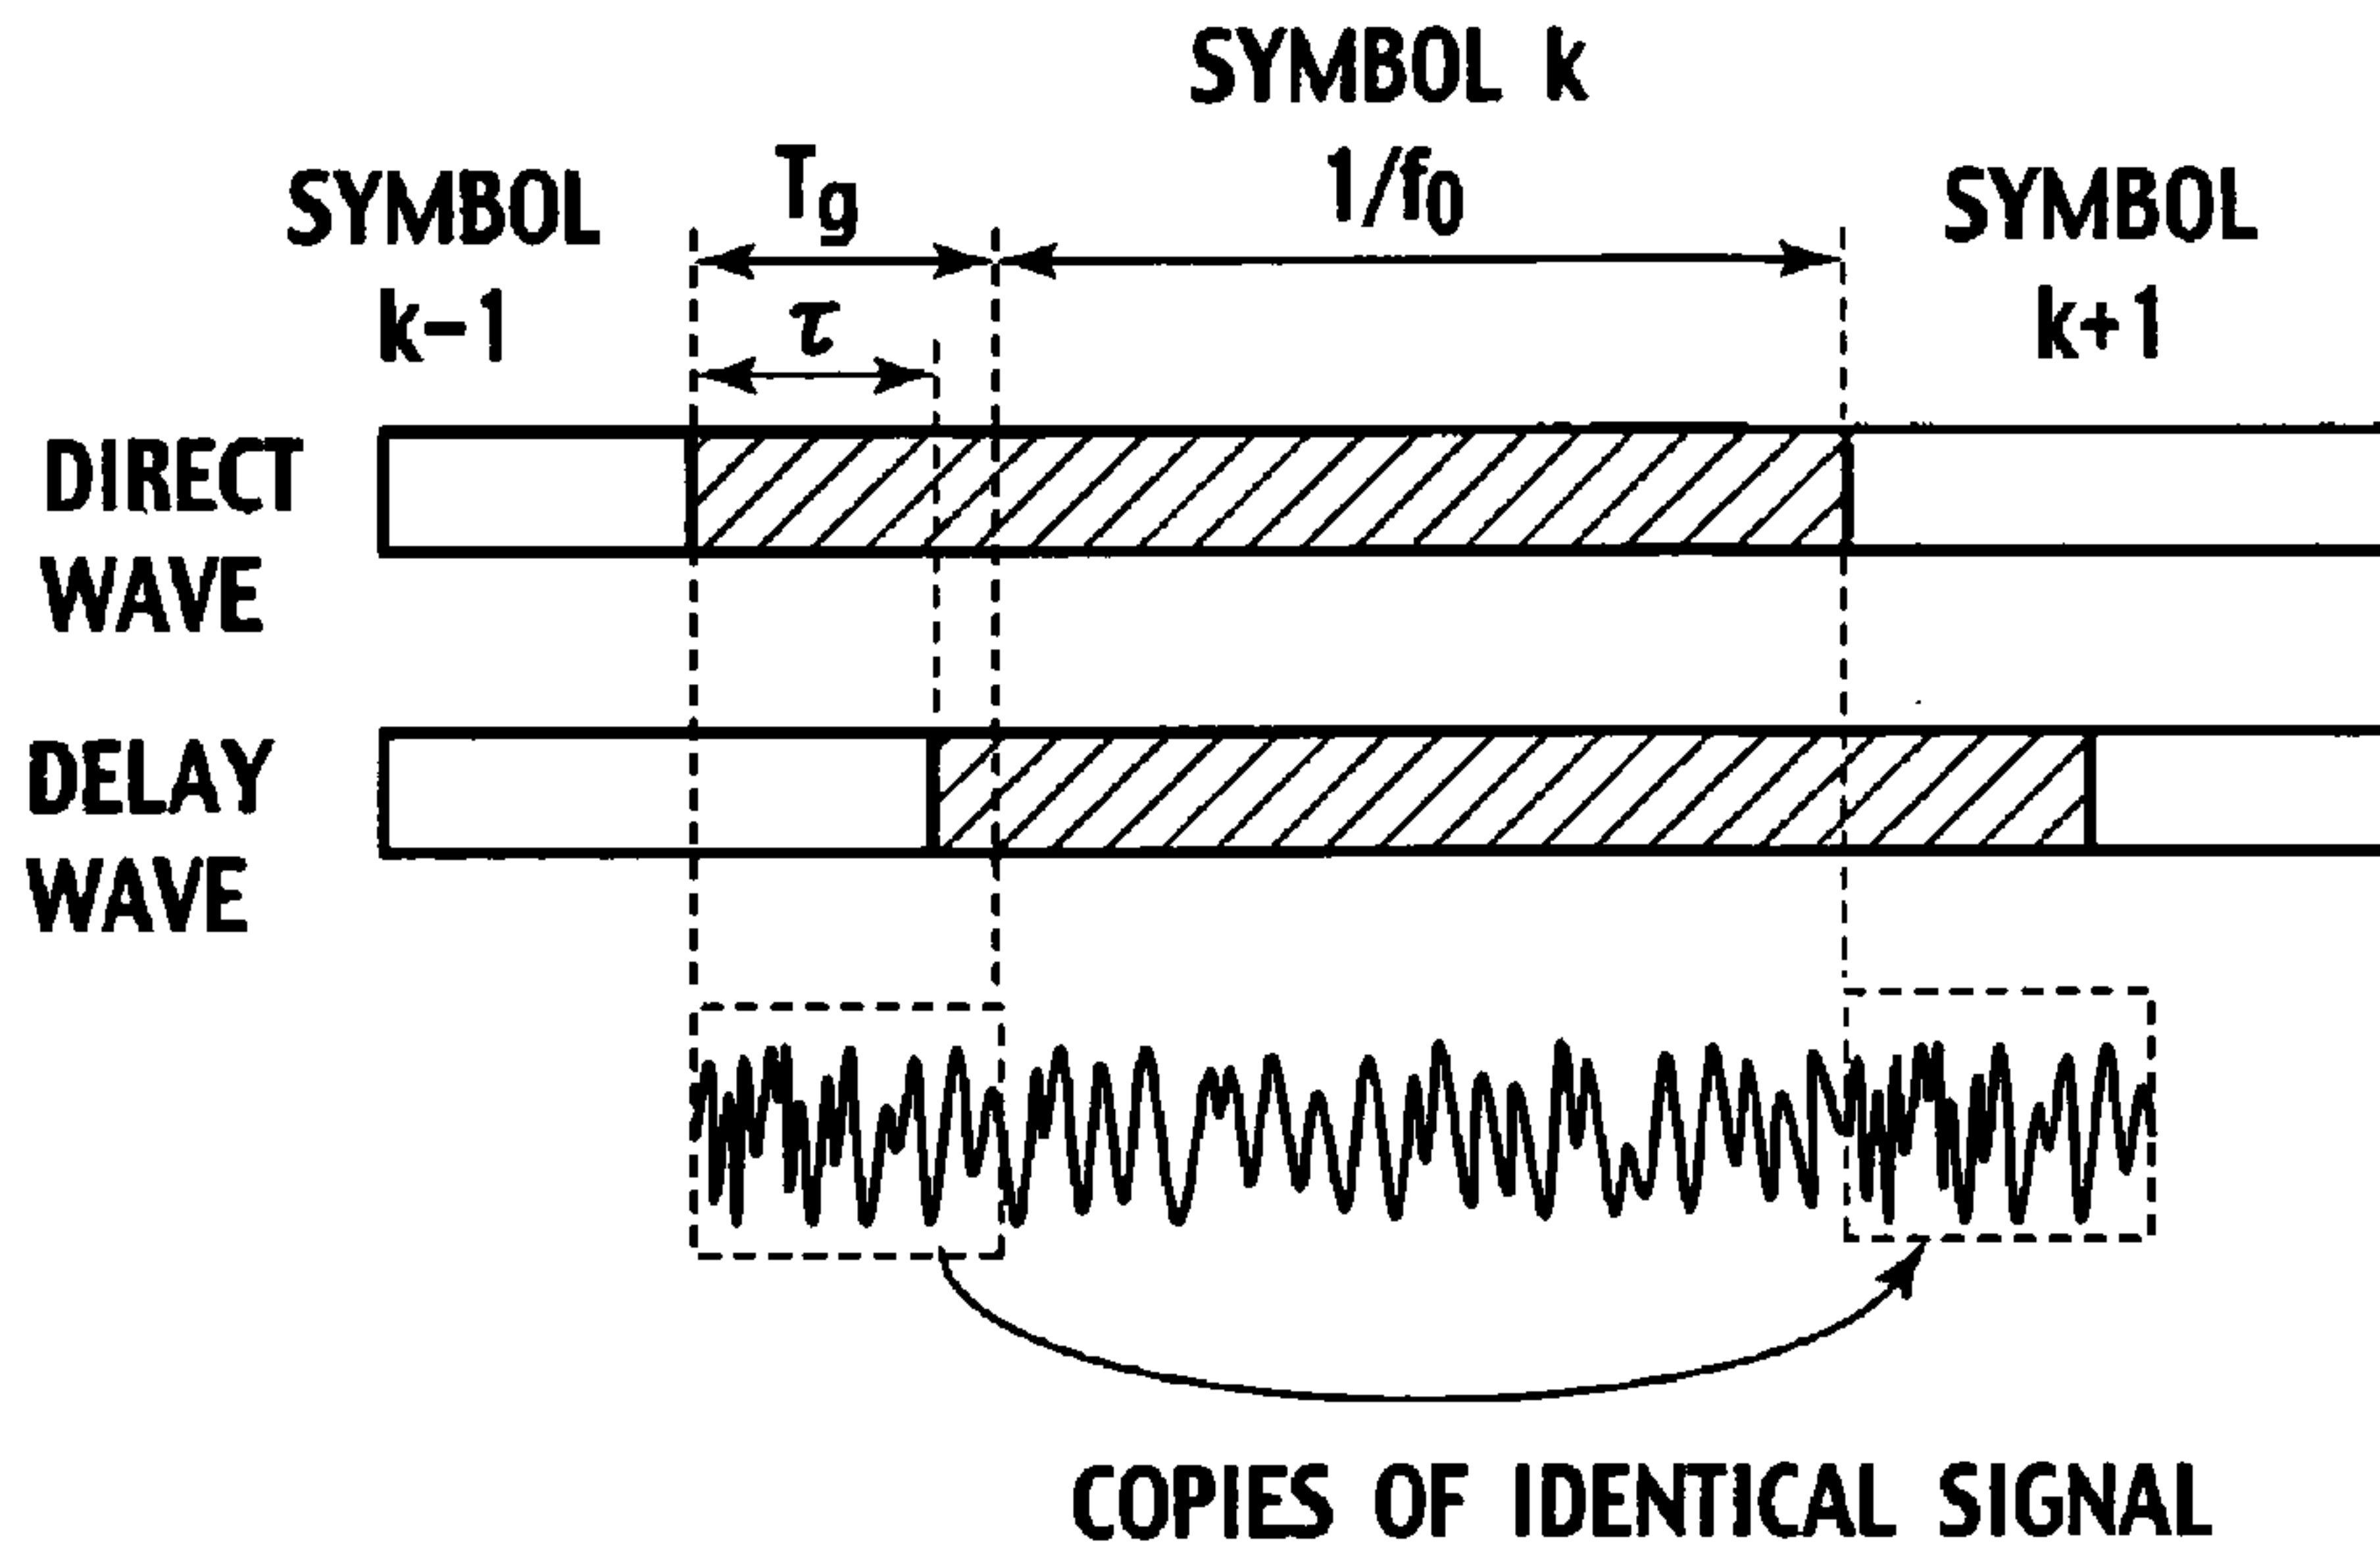 SYMBOL k
SYMBOL
k-1
Tg
1/f0
SYMBOL
k+1
τ
DIRECT
WAVE
DELAY
WAVE
COPIES OF IDENTICAL SIGNAL